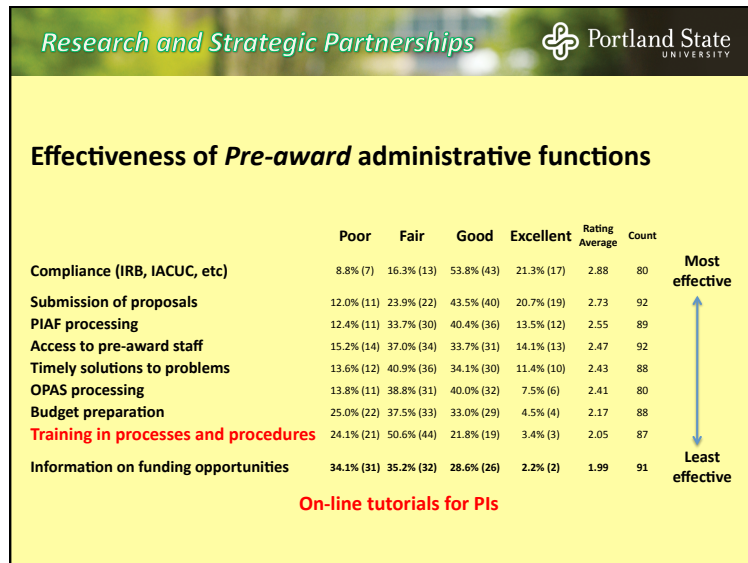 Research and Strategic Partnerships
Portland State
UNIVERSITY
Effectiveness of Pre-award administrative functions
Poor Fair Good Excellent Rating Average Count
Compliance (IRB, IACUC, etc) 8.8% (7) 16.3% (13) 53.8% (43) 21.3% (17) 2.88 80
Most effective
Submission of proposals 12.0% (11) 23.9% (22) 43.5% (40) 20.7% (19) 2.73 92
PIAF processing 12.4% (11) 33.7% (30) 40.4% (36) 13.5% (12) 2.55 89
Access to pre-award staff 15.2% (14) 37.0% (34) 33.7% (31) 14.1% (13) 2.47 92
Timely solutions to problems 13.6% (12) 40.9% (36) 34.1% (30) 11.4% (10) 2.43 88
OPAS processing 13.8% (11) 38.8% (31) 40.0% (32) 7.5% (6) 2.41 80
Budget preparation 25.0% (22) 37.5% (33) 33.0% (29) 4.5% (4) 2.17 88
Training in processes and procedures 24.1% (21) 50.6% (44) 21.8% (19) 3.4% (3) 2.05 87
Information on funding opportunities 34.1% (31) 35.2% (32) 28.6% (26) 2.2% (2) 1.99 91
Least effective
On-line tutorials for PIs